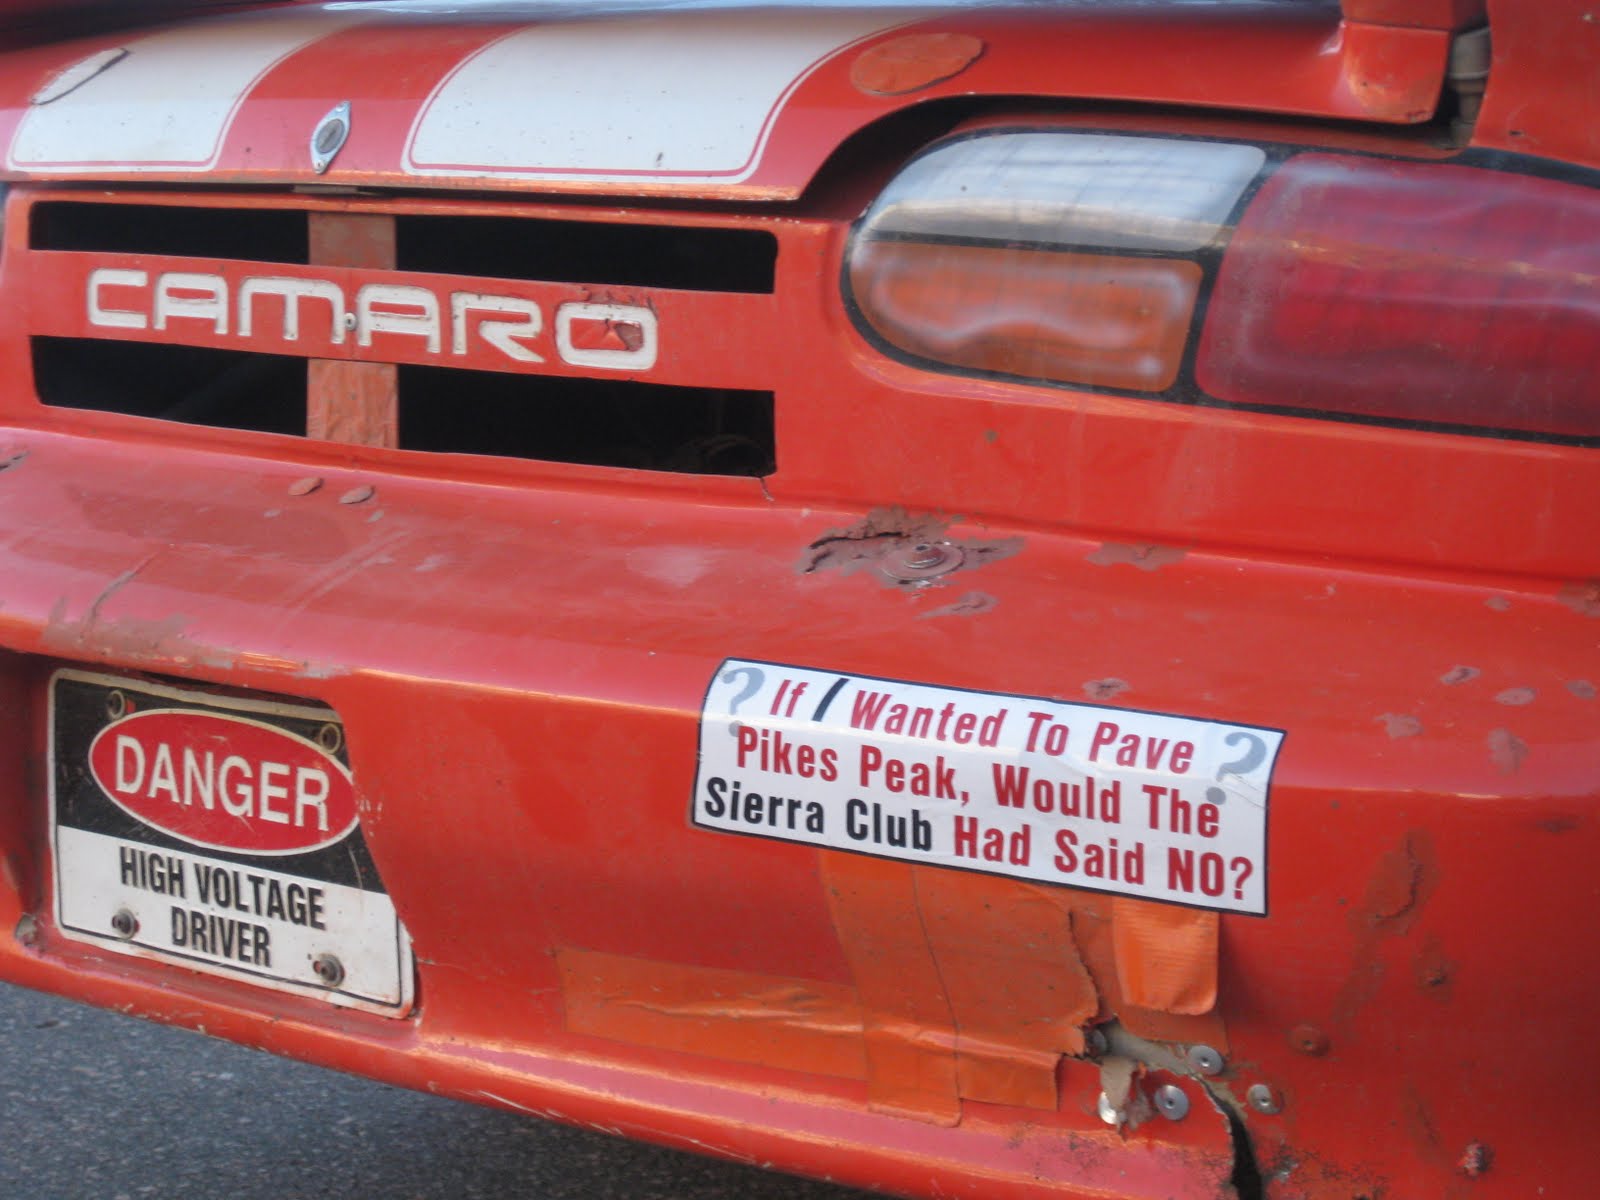 CAMARO
DANGER
HIGH VOLTAGE
DRIVER
? If I Wanted To Pave ?
Pikes Peak, Would The
Sierra Club Had Said NO?